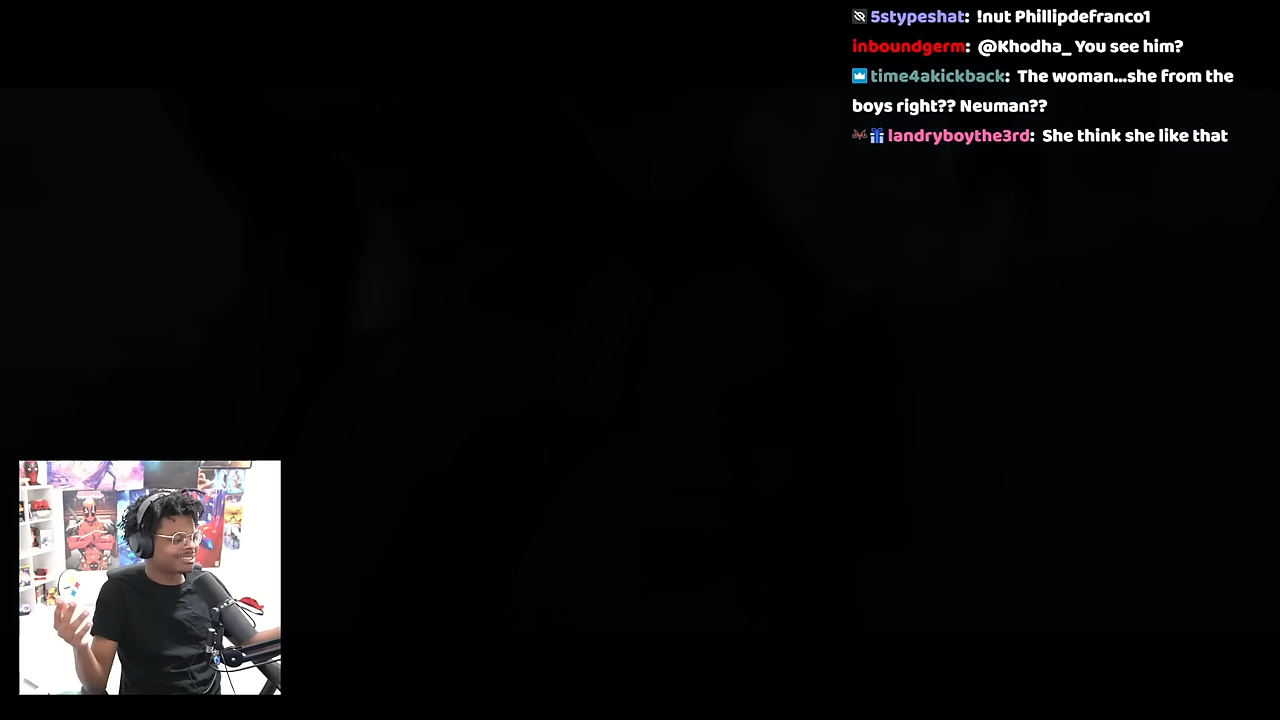 5stypeshat: !nut Phillipdefranco1
inboundgerm: @Khodha_ You see him?
time4akickback: The woman...she from the
boys right?? Neuman??
landryboythe3rd: She think she like that